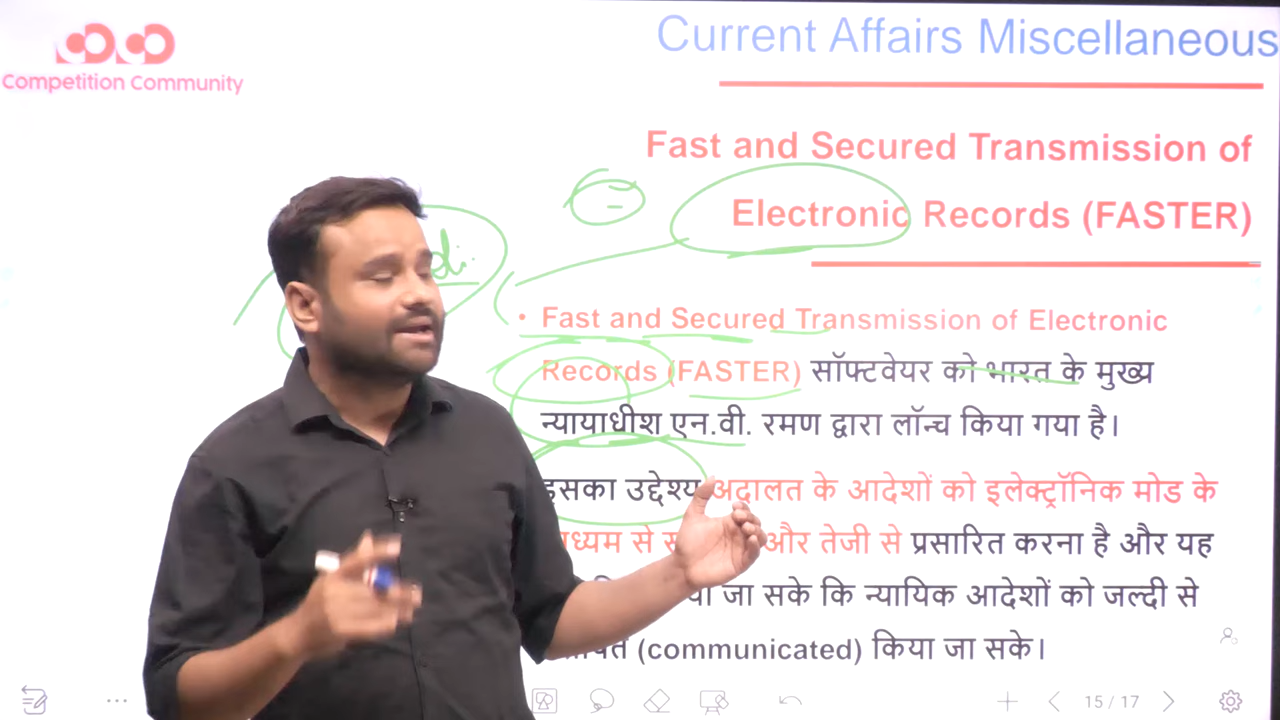 Competition Community
Current Affairs Miscellaneous
Fast and Secured Transmission of
Electronic Records (FASTER)
• Fast and Secured Transmission of Electronic
Records (FASTER) सॉफ्टवेयर को भारत के मुख्य
न्यायाधीश एन.वी. रमण द्वारा लॉन्च किया गया है।
इसका उद्देश्य अदालत के आदेशों को इलेक्ट्रॉनिक मोड के
से और तेजी से प्रसारित करना है और यह
जा सके कि न्यायिक आदेशों को जल्दी से
(communicated) किया जा सके।
15 / 17